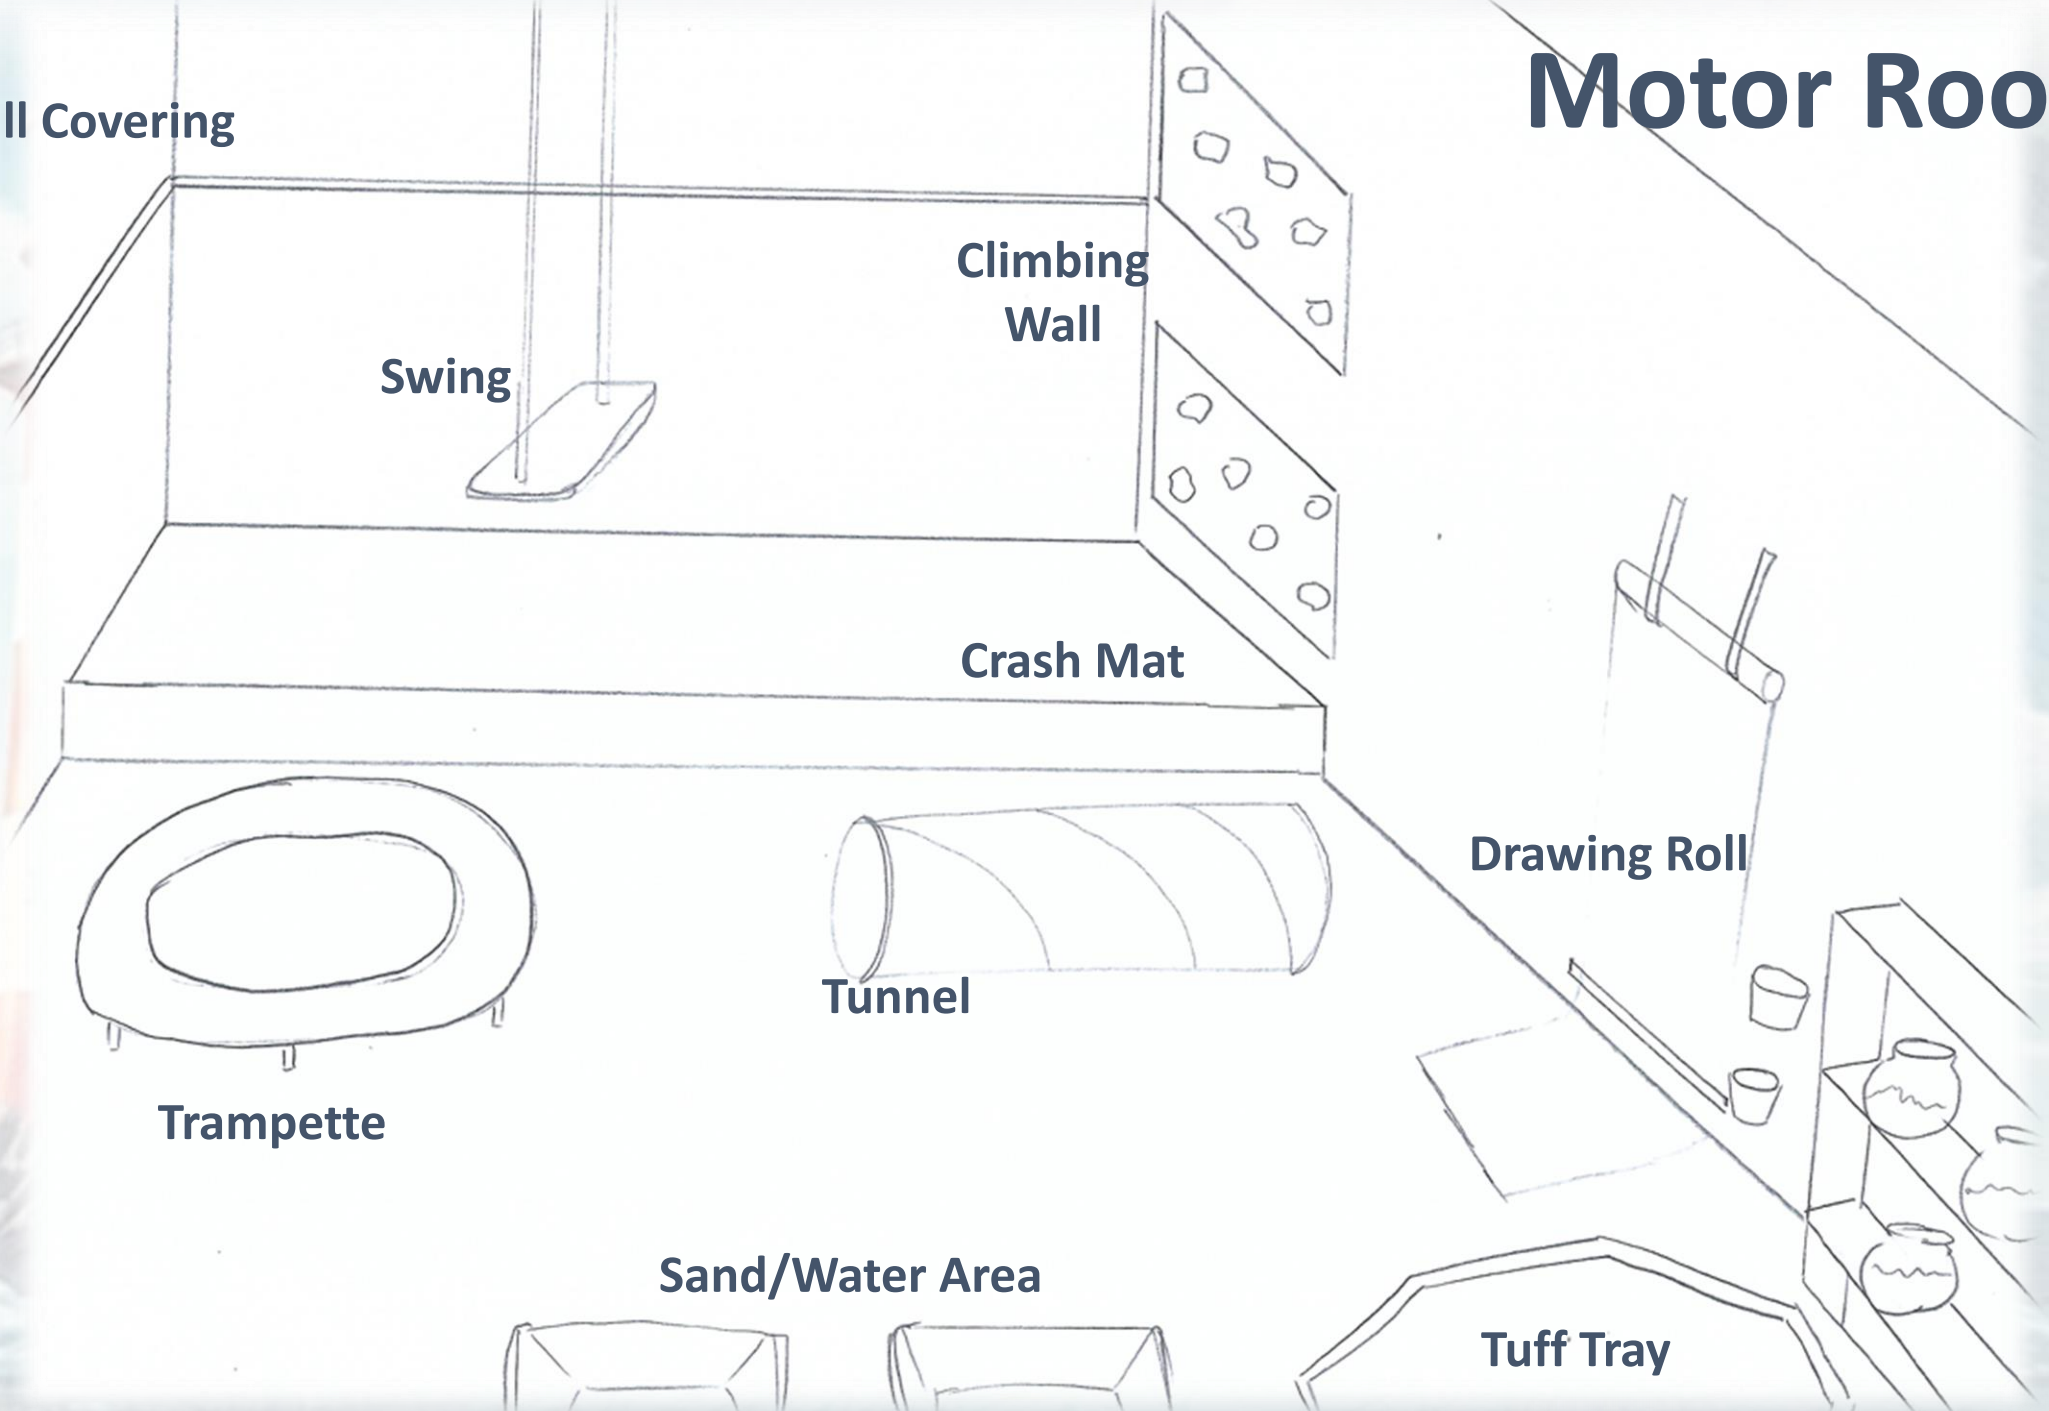 Motor Roo
ll Covering
Climbing
Wall
Swing
Crash Mat
Drawing Roll
Tunnel
Trampette
Sand/Water Area
Tuff Tray